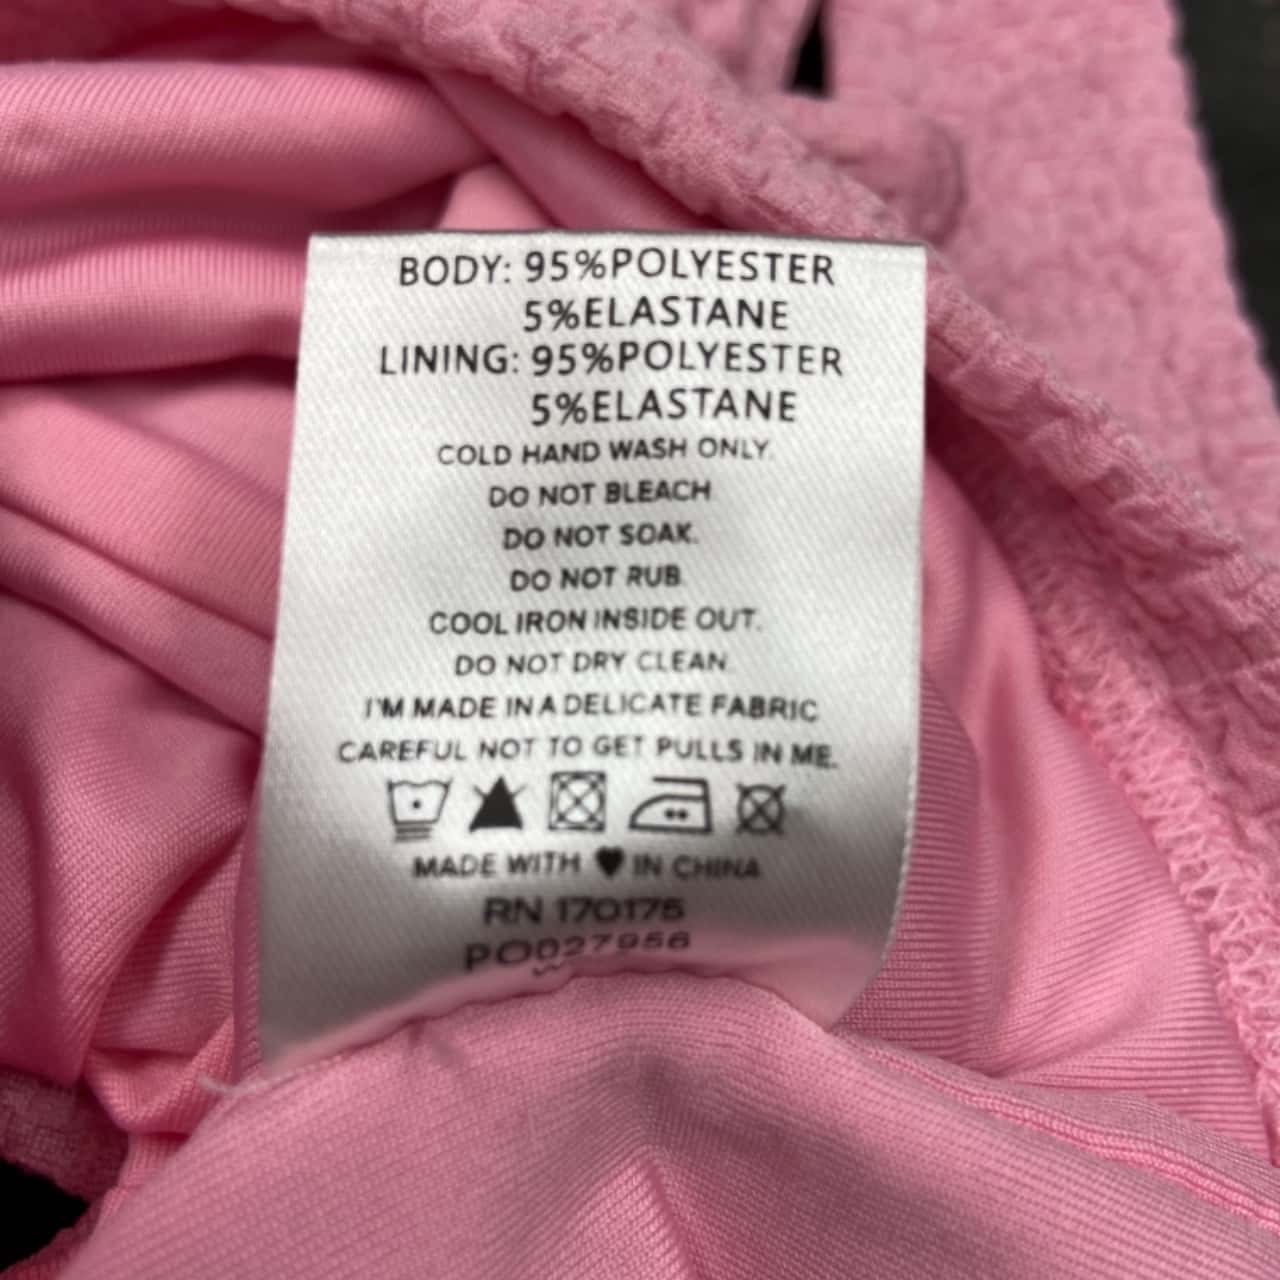 BODY: 95%POLYESTER
5%ELASTANE
LINING: 95%POLYESTER
5%ELASTANE
COLD HAND WASH ONLY.
DO NOT BLEACH.
DO NOT SOAK.
DO NOT RUB.
COOL IRON INSIDE OUT.
DO NOT DRY CLEAN.
I'M MADE IN A DELICATE FABRIC
CAREFUL NOT TO GET PULLS IN ME.
MADE WITH ♥ IN CHINA
RN 170175
PO027956